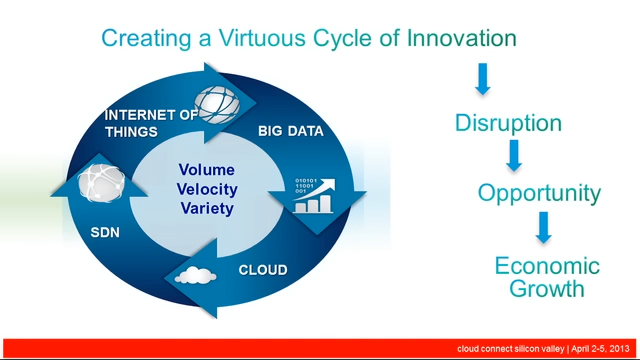 Creating a Virtuous Cycle of Innovation
INTERNET OF
THINGS
BIG DATA
Volume
Velocity
Variety
010101
11001
001
SDN
CLOUD
Disruption
Opportunity
Economic
Growth
cloud connect silicon valley | April 2-5, 2013